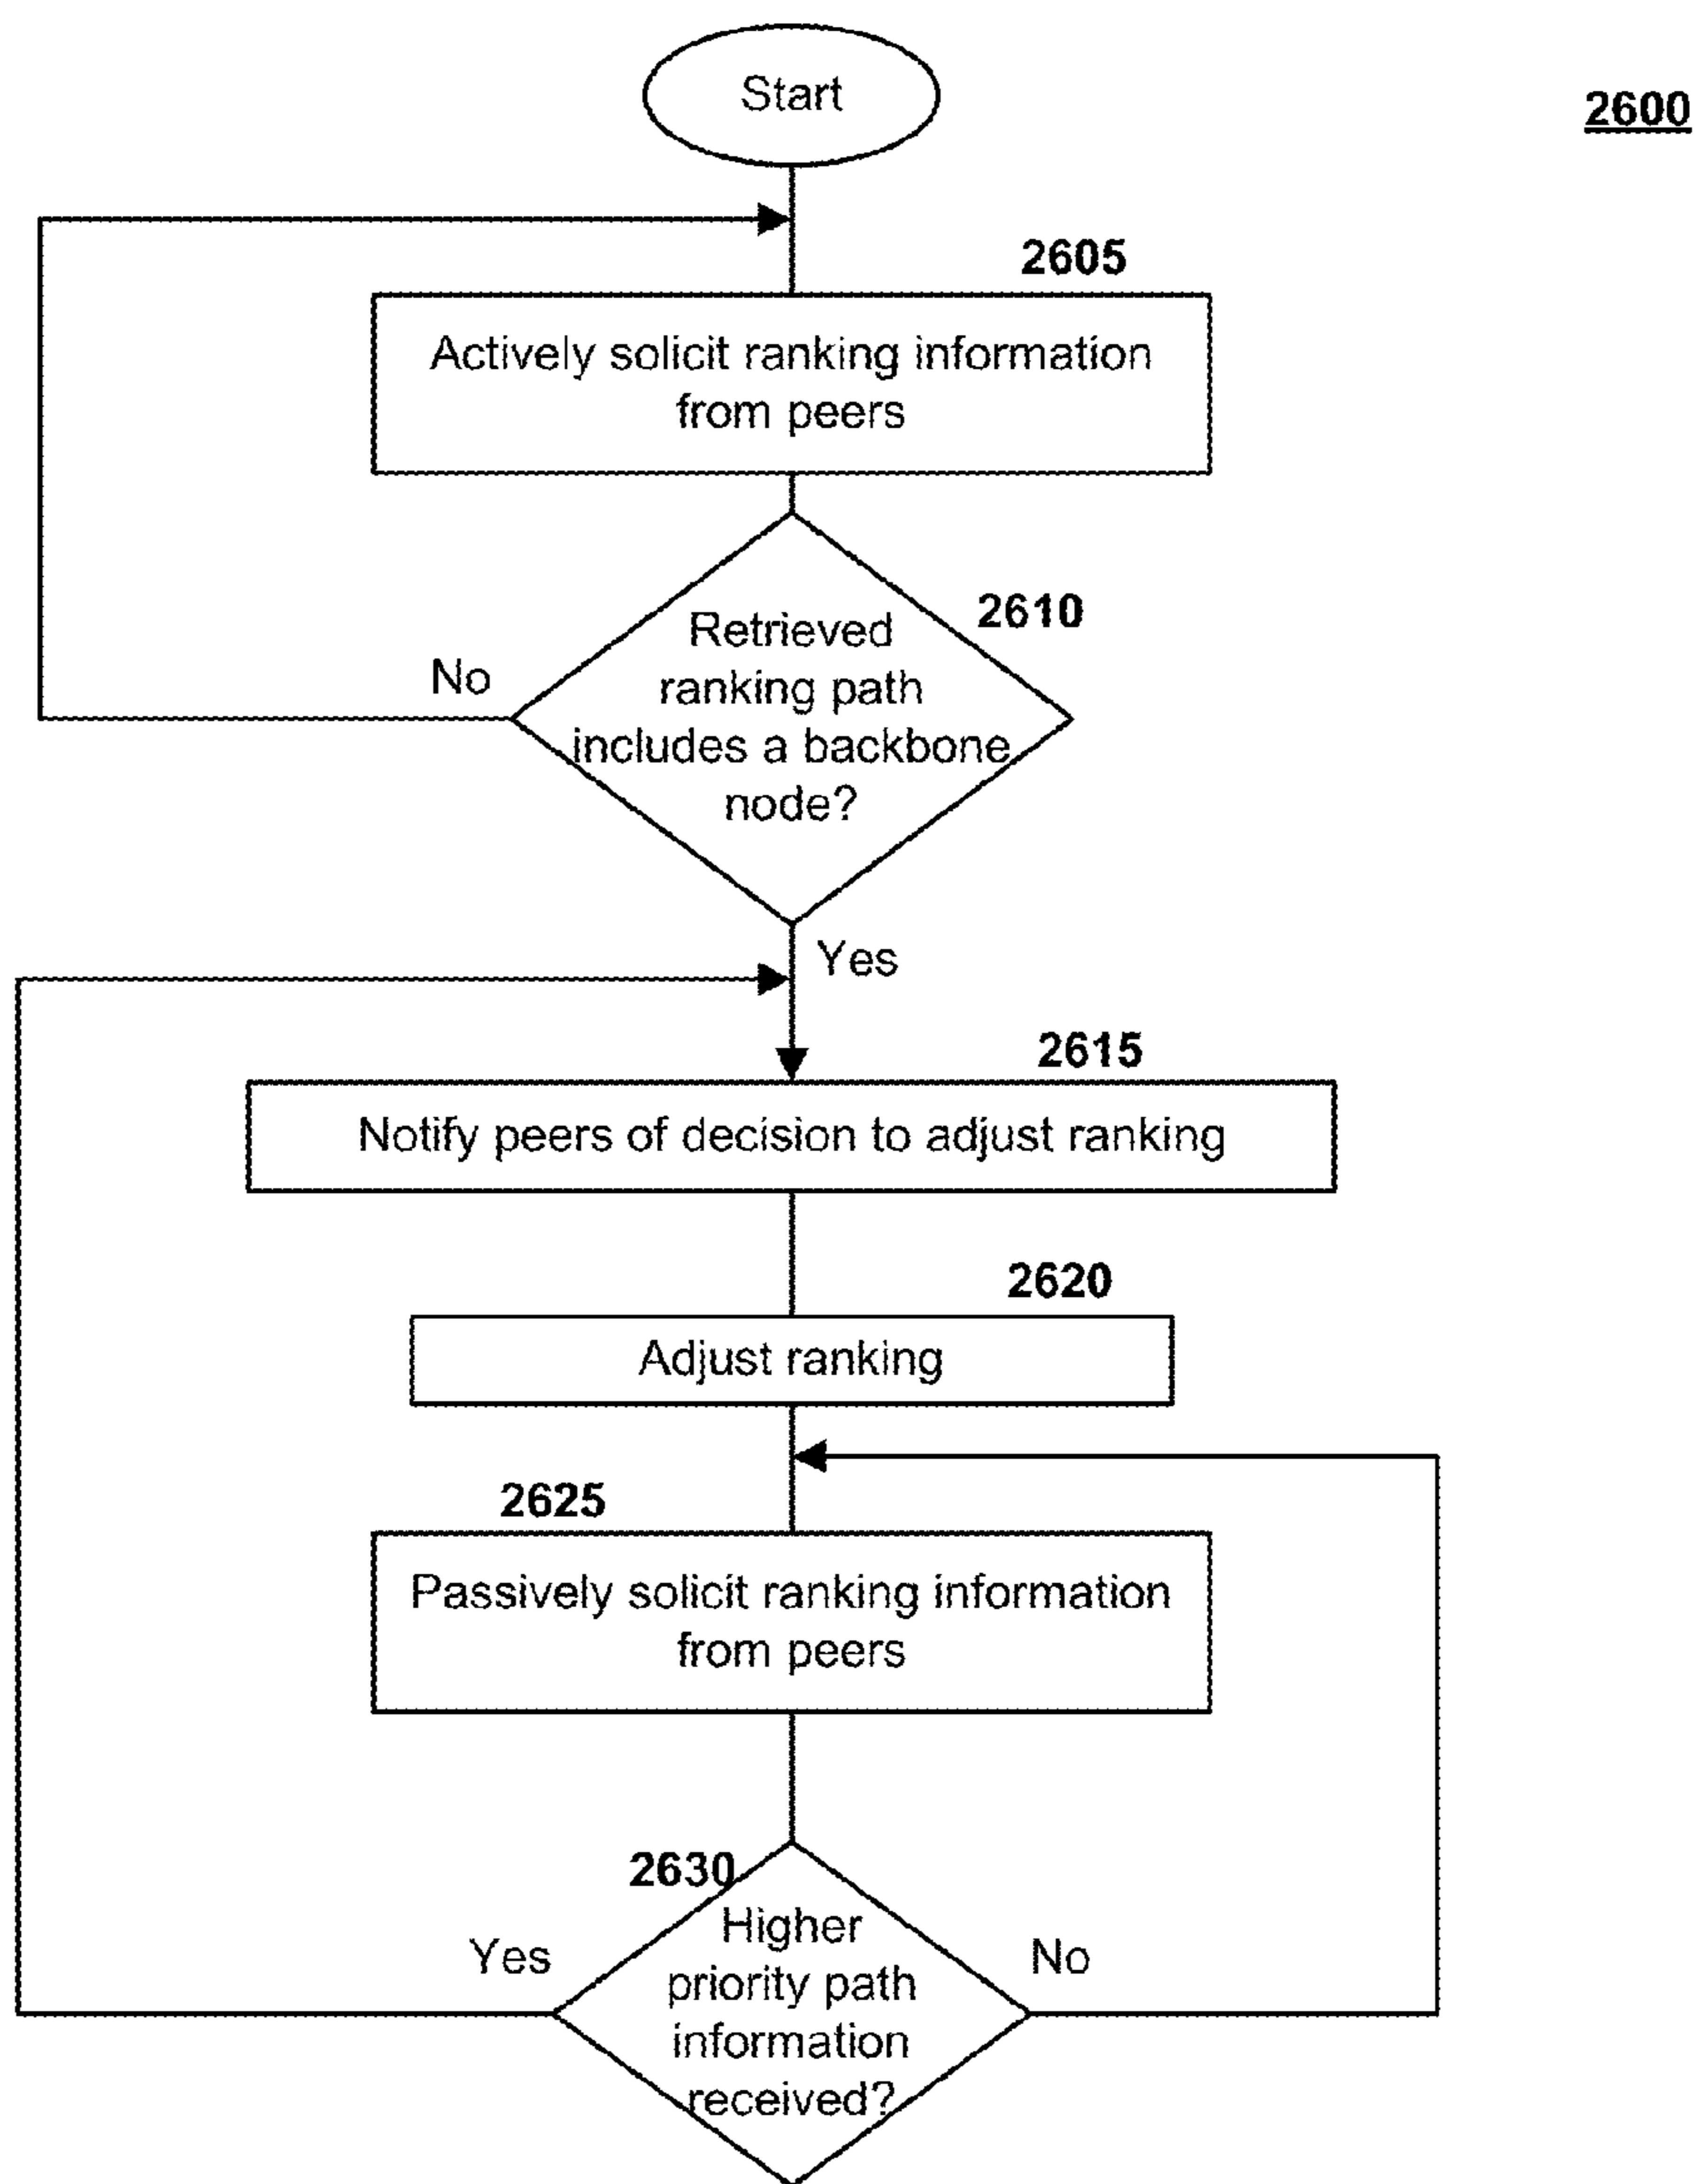 Start
2600
2605
Actively solicit ranking information
from peers
2610
Retrieved
ranking path
includes a backbone
node?
No
Yes
2615
Notify peers of decision to adjust ranking
2620
Adjust ranking
2625
Passively solicit ranking information
from peers
2630
Higher
priority path
information
received?
Yes
No